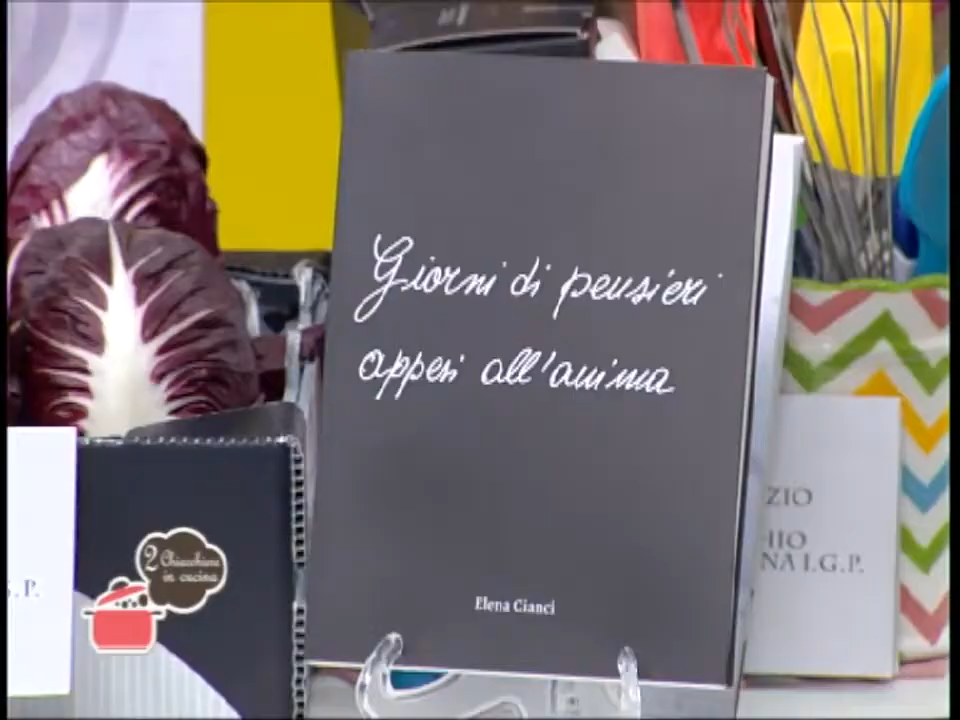 Giorni di pensieri
appesi all'anima
Elena Cianci
2 Chiacchiere
in cucina
.G.P.
ZIO
HIO
NA I.G.P.